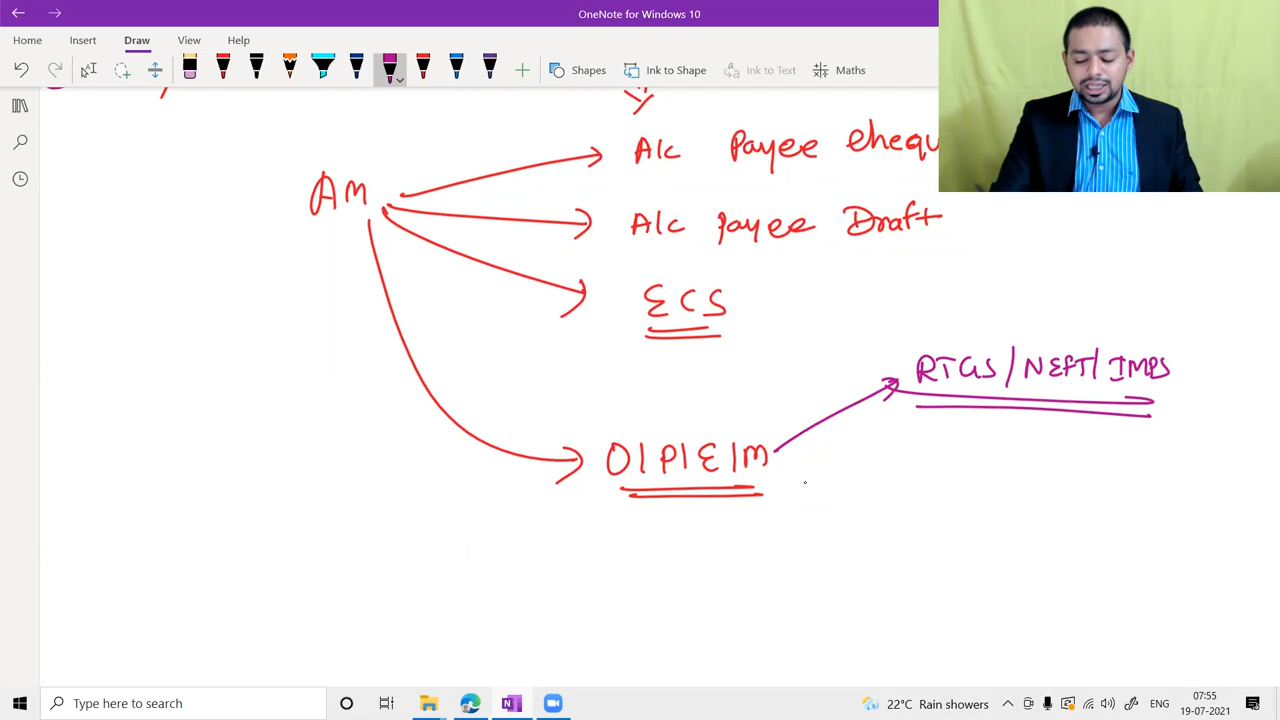 OneNote for Windows 10
Home Insert Draw View Help
Shapes Ink to Shape Ink to Text Maths
A/c Payee chequ
AM
A/c Payee Draft
ECS
RTGS/NEFT/IMPS
O|P|E|M
Type here to search
22°C Rain showers ENG 07:55
19-07-2021